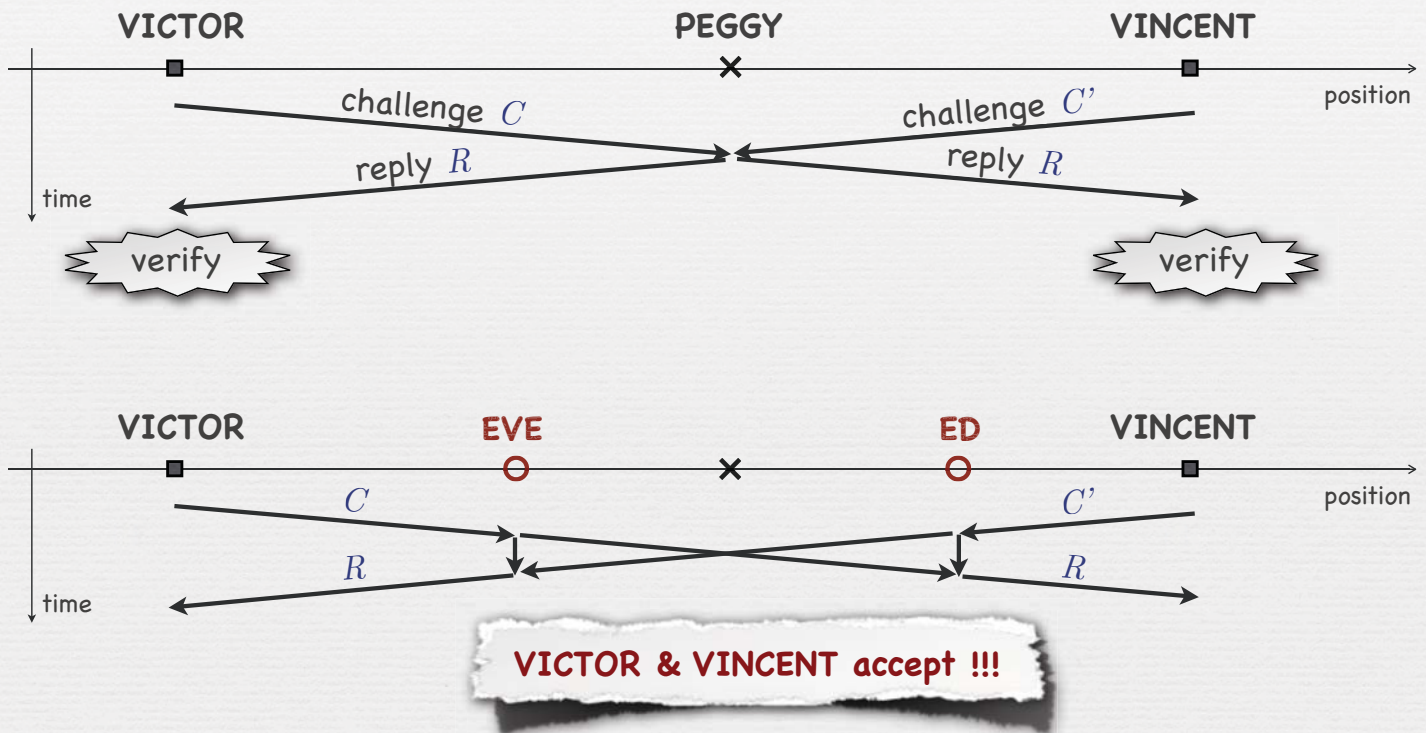 VICTOR PEGGY VINCENT
position
challenge C challenge C'
reply R reply R
time
verify verify
VICTOR EVE ED VINCENT
position
C C'
R R
time
VICTOR & VINCENT accept !!!